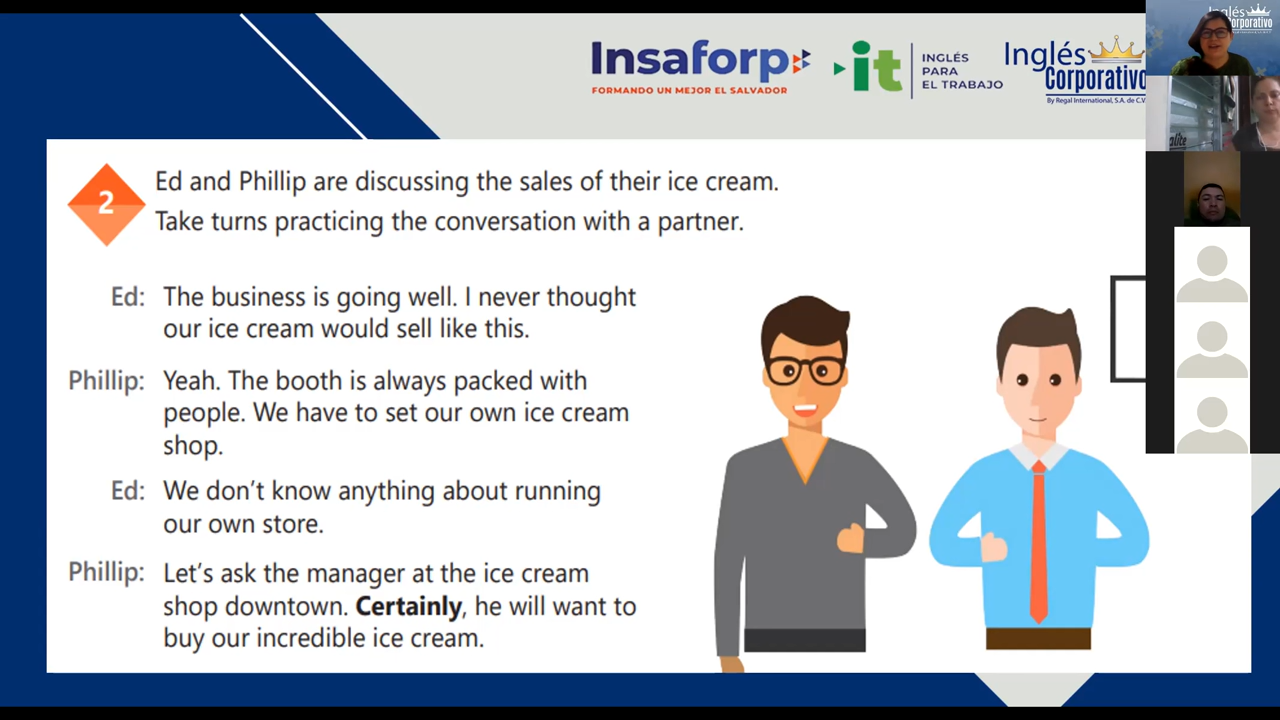 Insaforp
FORMANDO UN MEJOR EL SALVADOR
it
INGLÉS
PARA
EL TRABAJO
Inglés
Corporativo
By Regal International, S.A. de C.V.
2
Ed and Phillip are discussing the sales of their ice cream.
Take turns practicing the conversation with a partner.
Ed: The business is going well. I never thought
our ice cream would sell like this.
Phillip: Yeah. The booth is always packed with
people. We have to set our own ice cream
shop.
Ed: We don't know anything about running
our own store.
Phillip: Let's ask the manager at the ice cream
shop downtown. Certainly, he will want to
buy our incredible ice cream.